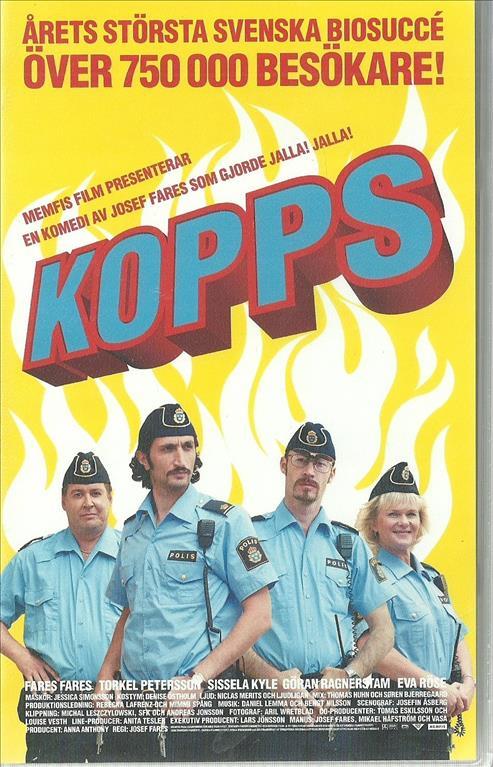 ÅRETS STÖRSTA SVENSKA BIOSUCCÉ
ÖVER 750 000 BESÖKARE!
MEMFIS FILM PRESENTERAR
EN KOMEDI AV JOSEF FARES SOM GJORDE JALLA! JALLA!
KOPPS
POLIS
POLIS
POLIS
FARES FARES TORKEL PETERSSON SISSELA KYLE GÖRAN RAGNERSTAM EVA RÖSE
MASKÖR: JESSICA SIMONSSON KOSTYM: DENISE ÖSTHOLM LJUD: NICLAS MERITS OCH LJUDLIGAN MIX: THOMAS HUHN OCH SØREN BJERREGAARD
PRODUKTIONSLEDNING: REBECKA LAFRENZ OCH MIMMI SPÅNG MUSIK: DANIEL LEMMA OCH BENGT NILSSON SCENOGRAF: JOSEFIN ÅSBERG
KLIPPNING: MICHAL LESZCZYLOWSKI, SFK OCH ANDREAS JONSSON FOTOGRAF: ARIL WRETBLAD CO-PRODUCENTER: TOMAS ESKILSSON OCH
LOUISE VESTH LINE-PRODUCER: ANITA TESLER EXEKUTIV PRODUCENT: LARS JÖNSSON MANUS: JOSEF FARES, MIKAEL HÅFSTRÖM OCH VASA
PRODUCENT: ANNA ANTHONY REGI: JOSEF FARES